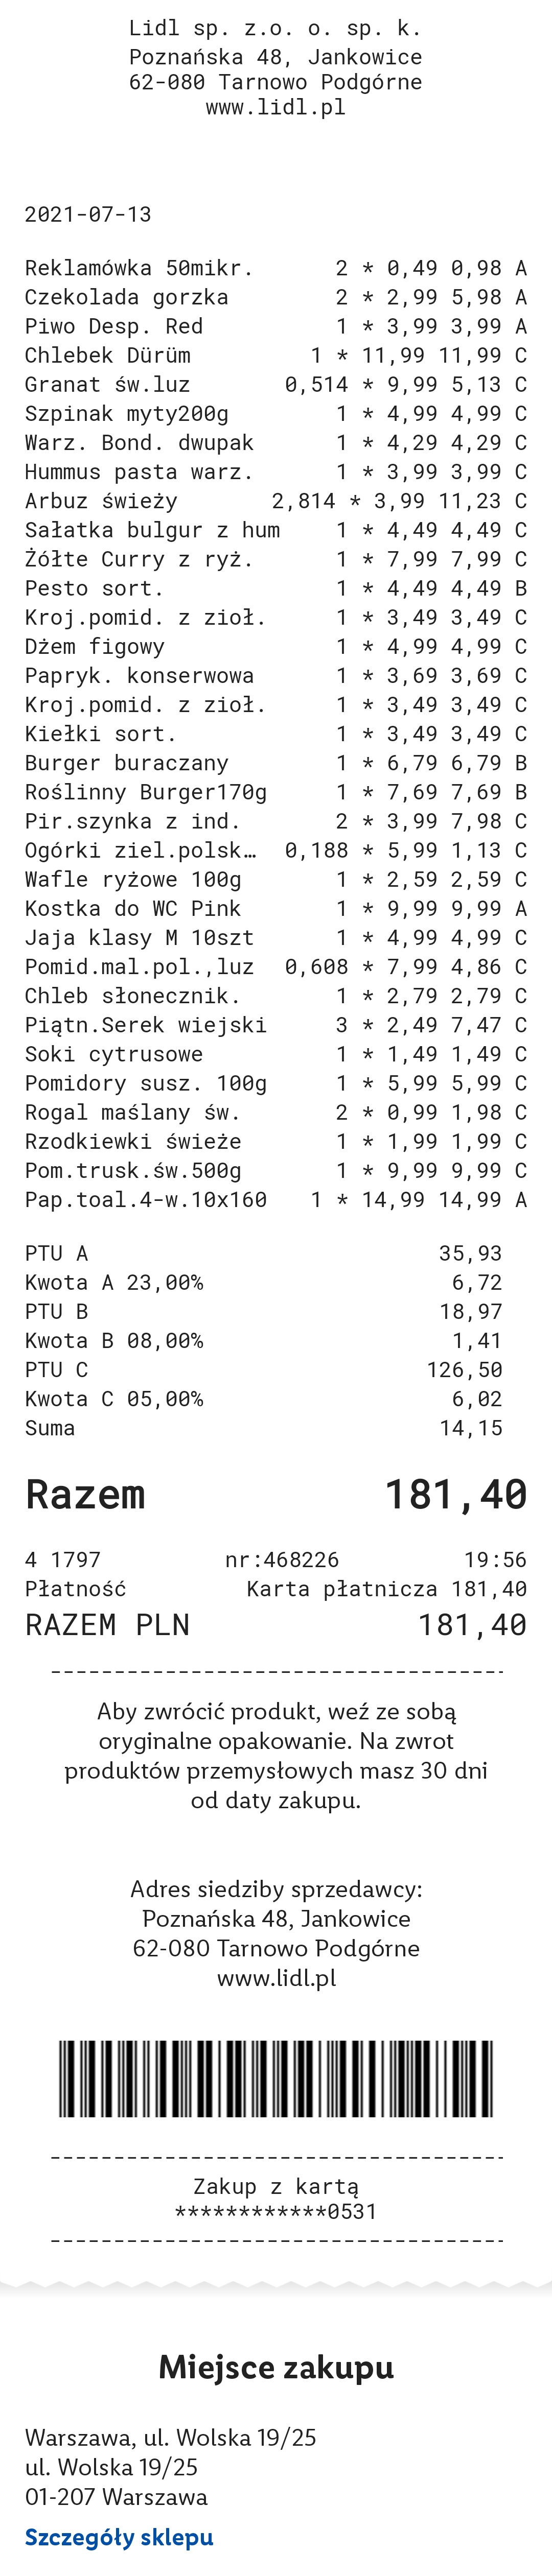 Lidl sp. z.o. o. sp. k.
Poznańska 48, Jankowice
62-080 Tarnowo Podgórne
www.lidl.pl
2021-07-13
Reklamówka 50mikr. 2 * 0,49 0,98 A
Czekolada gorzka 2 * 2,99 5,98 A
Piwo Desp. Red 1 * 3,99 3,99 A
Chlebek Dürüm 1 * 11,99 11,99 C
Granat św.luz 0,514 * 9,99 5,13 C
Szpinak myty200g 1 * 4,99 4,99 C
Warz. Bond. dwupak 1 * 4,29 4,29 C
Hummus pasta warz. 1 * 3,99 3,99 C
Arbuz świeży 2,814 * 3,99 11,23 C
Sałatka bulgur z hum 1 * 4,49 4,49 C
Żółte Curry z ryż. 1 * 7,99 7,99 C
Pesto sort. 1 * 4,49 4,49 B
Kroj.pomid. z zioł. 1 * 3,49 3,49 C
Dżem figowy 1 * 4,99 4,99 C
Papryk. konserwowa 1 * 3,69 3,69 C
Kroj.pomid. z zioł. 1 * 3,49 3,49 C
Kiełki sort. 1 * 3,49 3,49 C
Burger buraczany 1 * 6,79 6,79 B
Roślinny Burger170g 1 * 7,69 7,69 B
Pir.szynka z ind. 2 * 3,99 7,98 C
Ogórki ziel.polsk… 0,188 * 5,99 1,13 C
Wafle ryżowe 100g 1 * 2,59 2,59 C
Kostka do WC Pink 1 * 9,99 9,99 A
Jaja klasy M 10szt 1 * 4,99 4,99 C
Pomid.mal.pol.,luz 0,608 * 7,99 4,86 C
Chleb słonecznik. 1 * 2,79 2,79 C
Piątn.Serek wiejski 3 * 2,49 7,47 C
Soki cytrusowe 1 * 1,49 1,49 C
Pomidory susz. 100g 1 * 5,99 5,99 C
Rogal maślany św. 2 * 0,99 1,98 C
Rzodkiewki świeże 1 * 1,99 1,99 C
Pom.trusk.św.500g 1 * 9,99 9,99 C
Pap.toal.4-w.10x160 1 * 14,99 14,99 A
PTU A 35,93
Kwota A 23,00% 6,72
PTU B 18,97
Kwota B 08,00% 1,41
PTU C 126,50
Kwota C 05,00% 6,02
Suma 14,15
Razem 181,40
4 1797 nr:468226 19:56
Płatność Karta płatnicza 181,40
RAZEM PLN 181,40
------------------------------------
Aby zwrócić produkt, weź ze sobą
oryginalne opakowanie. Na zwrot
produktów przemysłowych masz 30 dni
od daty zakupu.
Adres siedziby sprzedawcy:
Poznańska 48, Jankowice
62-080 Tarnowo Podgórne
www.lidl.pl
------------------------------------
Zakup z kartą
************0531
------------------------------------
Miejsce zakupu
Warszawa, ul. Wolska 19/25
ul. Wolska 19/25
01-207 Warszawa
Szczegóły sklepu